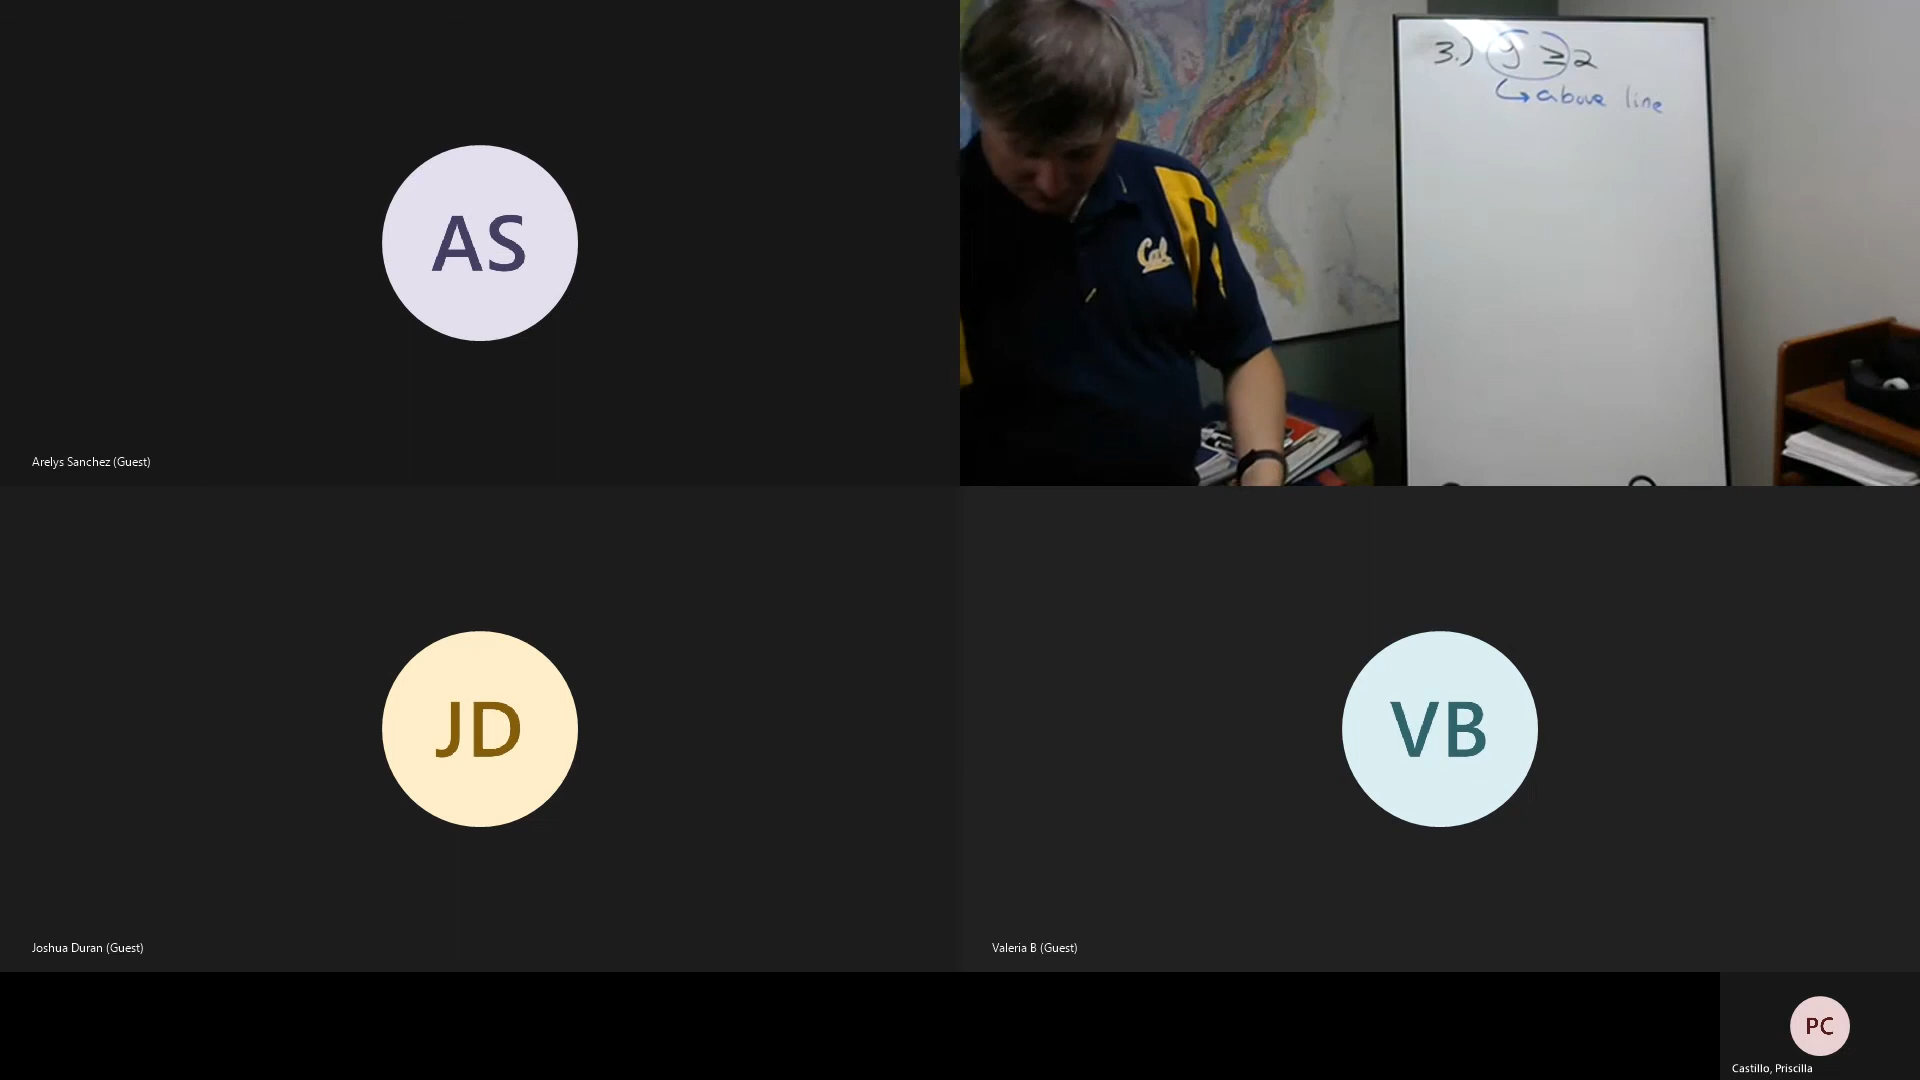 AS
Arelys Sanchez (Guest)
3.) y ≥ 2
↳ above line
Cal
JD
Joshua Duran (Guest)
VB
Valeria B (Guest)
PC
Castillo, Priscilla